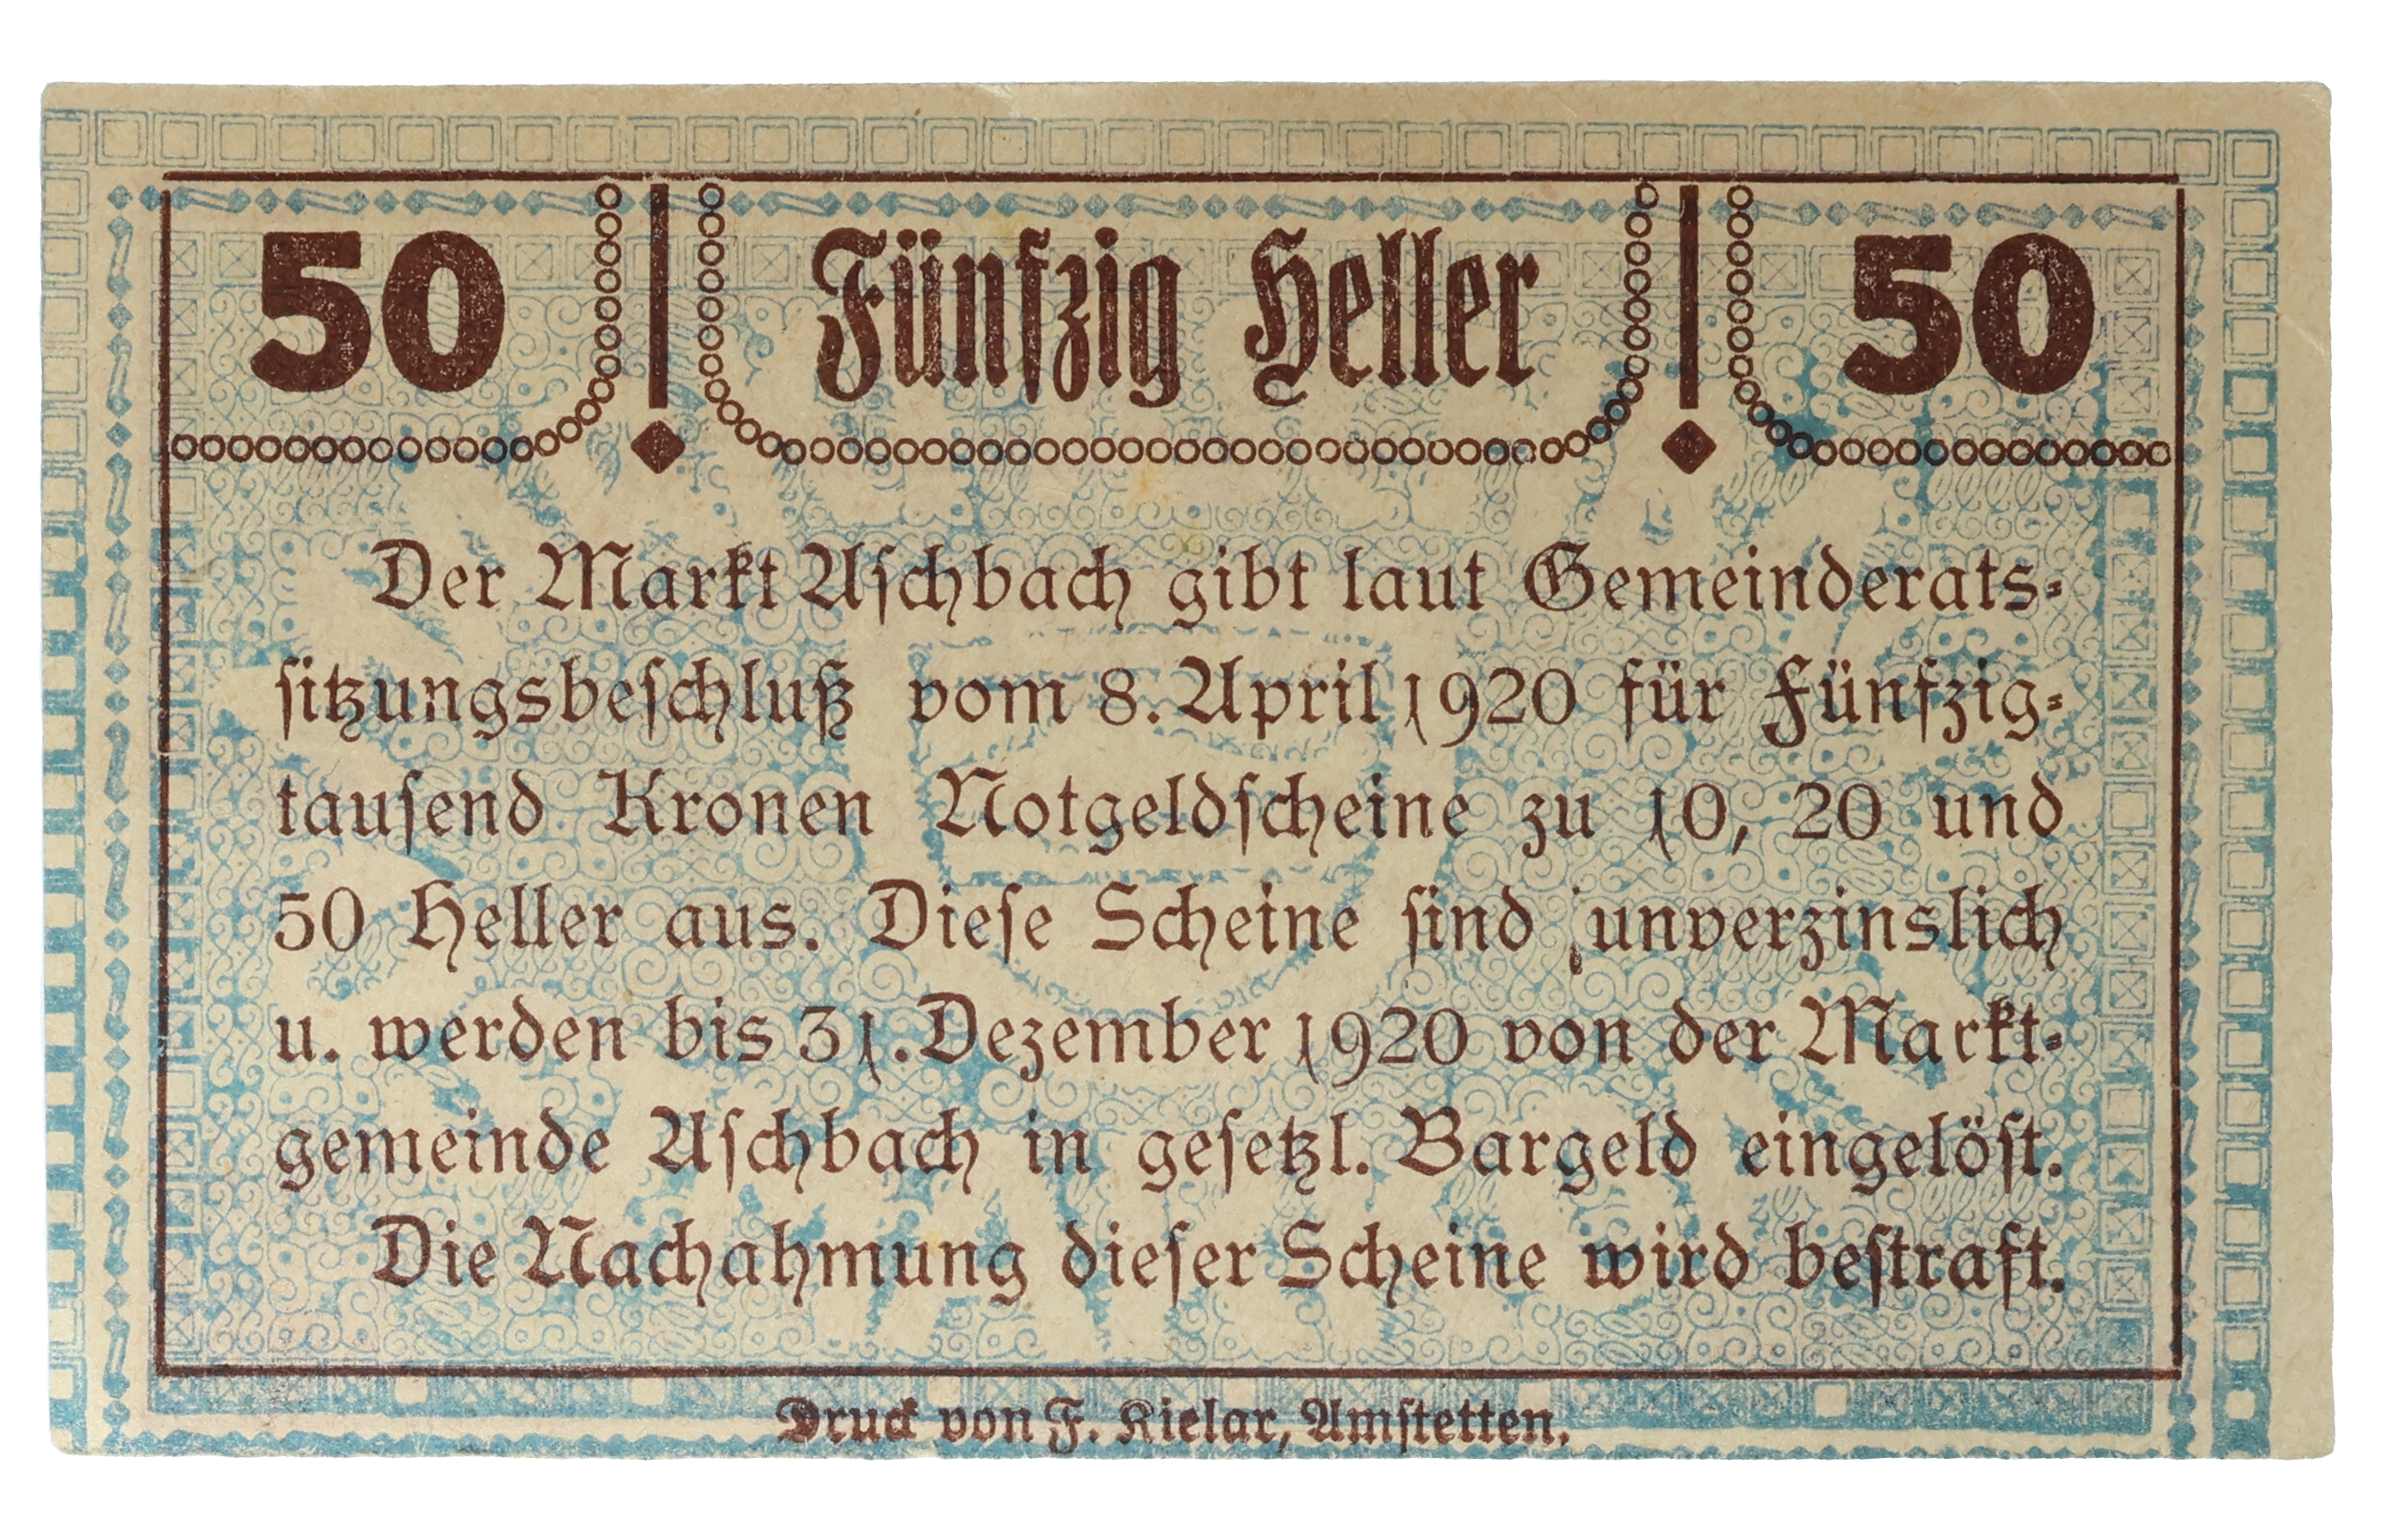 50 Fünfzig Heller 50
Der Markt Aschbach gibt laut Gemeinderats-
sitzungsbeschluß vom 8. April 1920 für Fünfzig-
tausend Kronen Notgeldscheine zu 10, 20 und
50 Heller aus. Diese Scheine sind unverzinslich
u. werden bis 31. Dezember 1920 von der Markt-
gemeinde Aschbach in gesetzl. Bargeld eingelöst.
Die Nachahmung dieser Scheine wird bestraft.
Druck von F. Kielar, Amstetten.